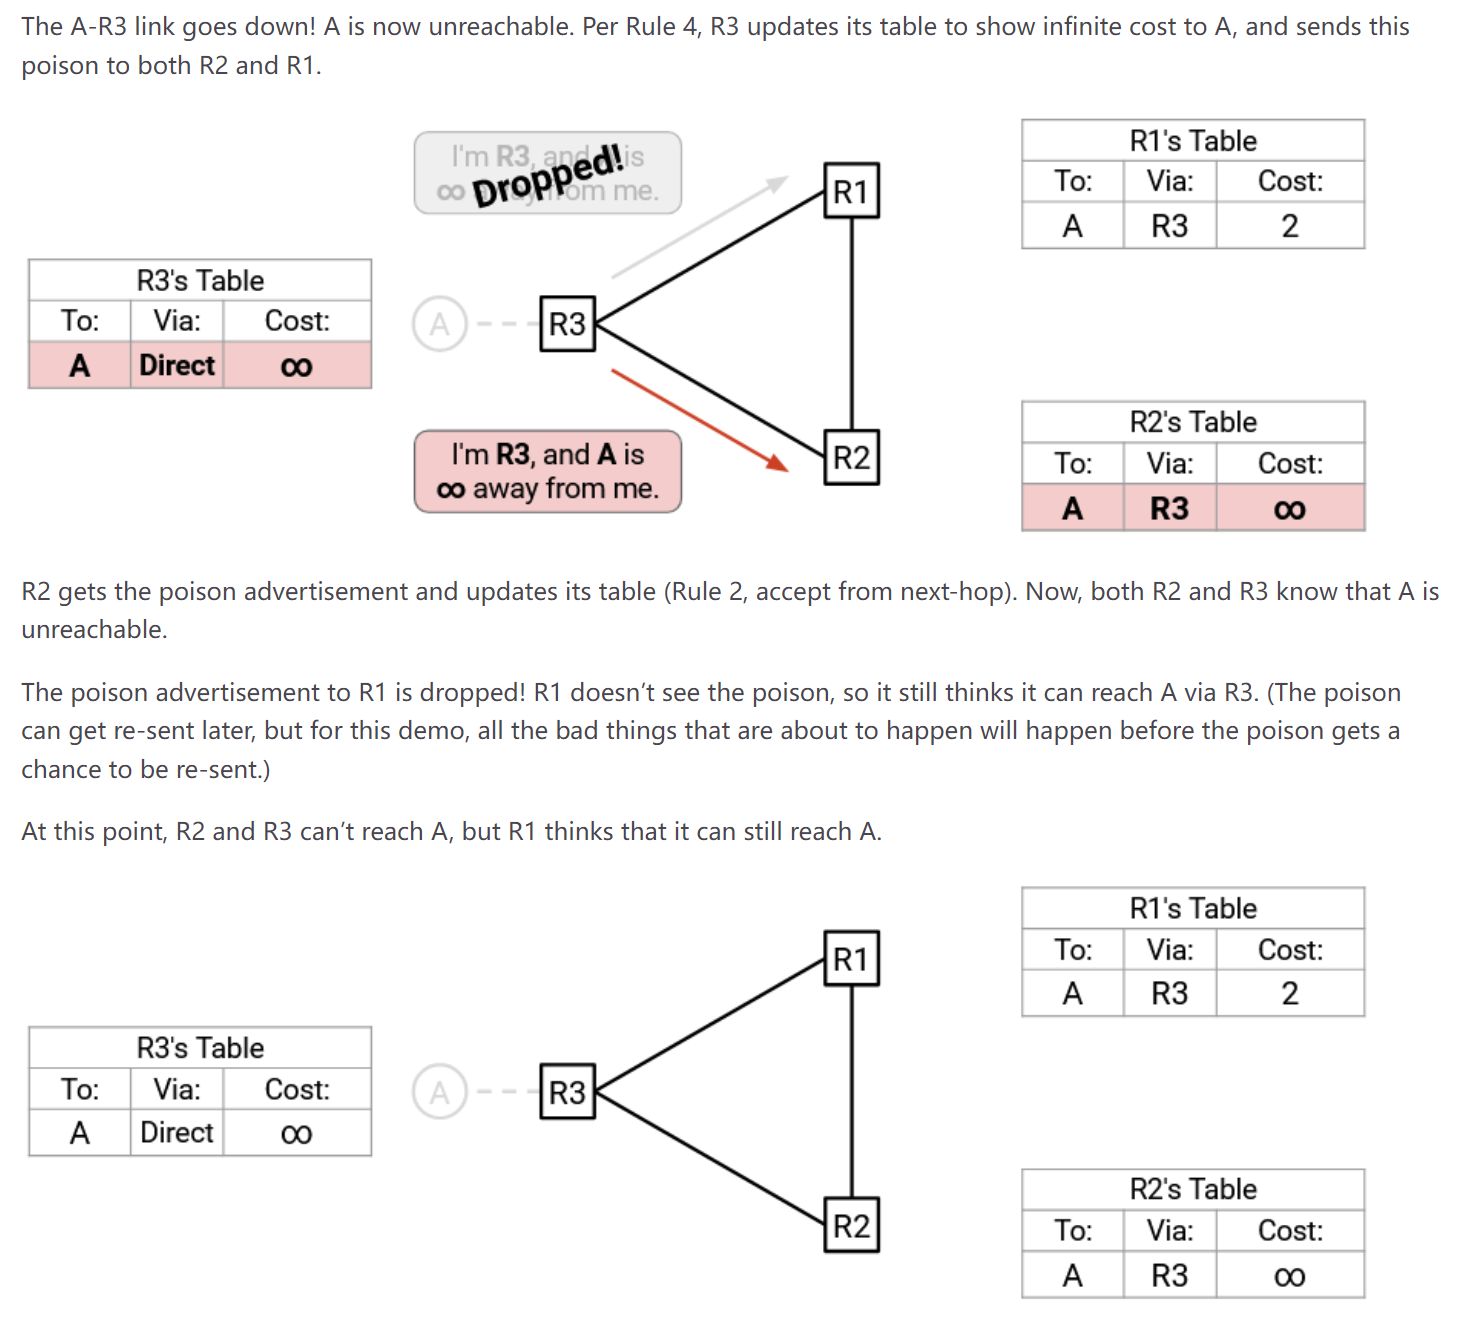 The A-R3 link goes down! A is now unreachable. Per Rule 4, R3 updates its table to show infinite cost to A, and sends this
poison to both R2 and R1.
I'm R3, and is
∞ from me.
Dropped!
R1
R1's Table
To: Via: Cost:
A R3 2
R3's Table
To: Via: Cost:
A Direct ∞
A
R3
I'm R3, and A is
∞ away from me.
R2
R2's Table
To: Via: Cost:
A R3 ∞
R2 gets the poison advertisement and updates its table (Rule 2, accept from next-hop). Now, both R2 and R3 know that A is
unreachable.
The poison advertisement to R1 is dropped! R1 doesn’t see the poison, so it still thinks it can reach A via R3. (The poison
can get re-sent later, but for this demo, all the bad things that are about to happen will happen before the poison gets a
chance to be re-sent.)
At this point, R2 and R3 can’t reach A, but R1 thinks that it can still reach A.
R1
R1's Table
To: Via: Cost:
A R3 2
R3's Table
To: Via: Cost:
A Direct ∞
A
R3
R2
R2's Table
To: Via: Cost:
A R3 ∞